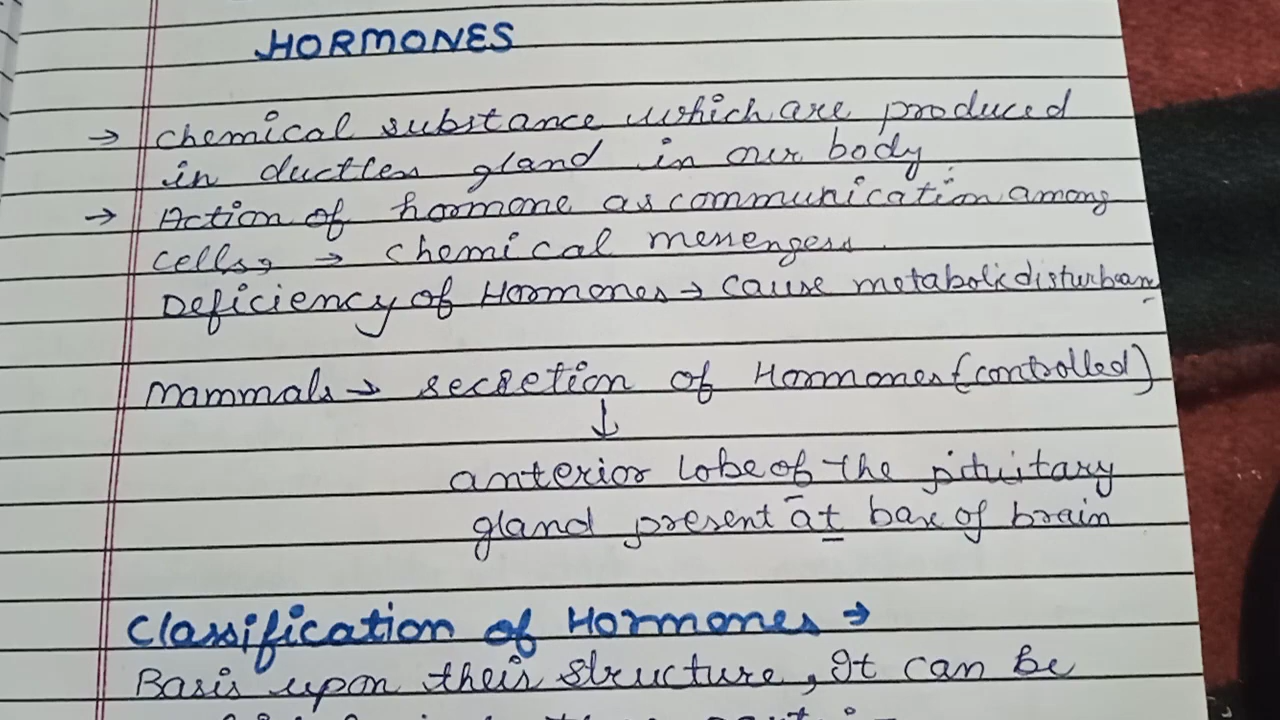 HORMONES
→ chemical substance which are produced
in ductless gland in our body
→ Action of hormone as communication among
cells, → chemical messengers.
Deficiency of Hormones → cause metabolic disturban
Mammals → secretion of Hormones (controlled)
↓
anterior lobe of the pituitary
gland present at base of brain
Classification of Hormones →
Basis upon their structure, It can be